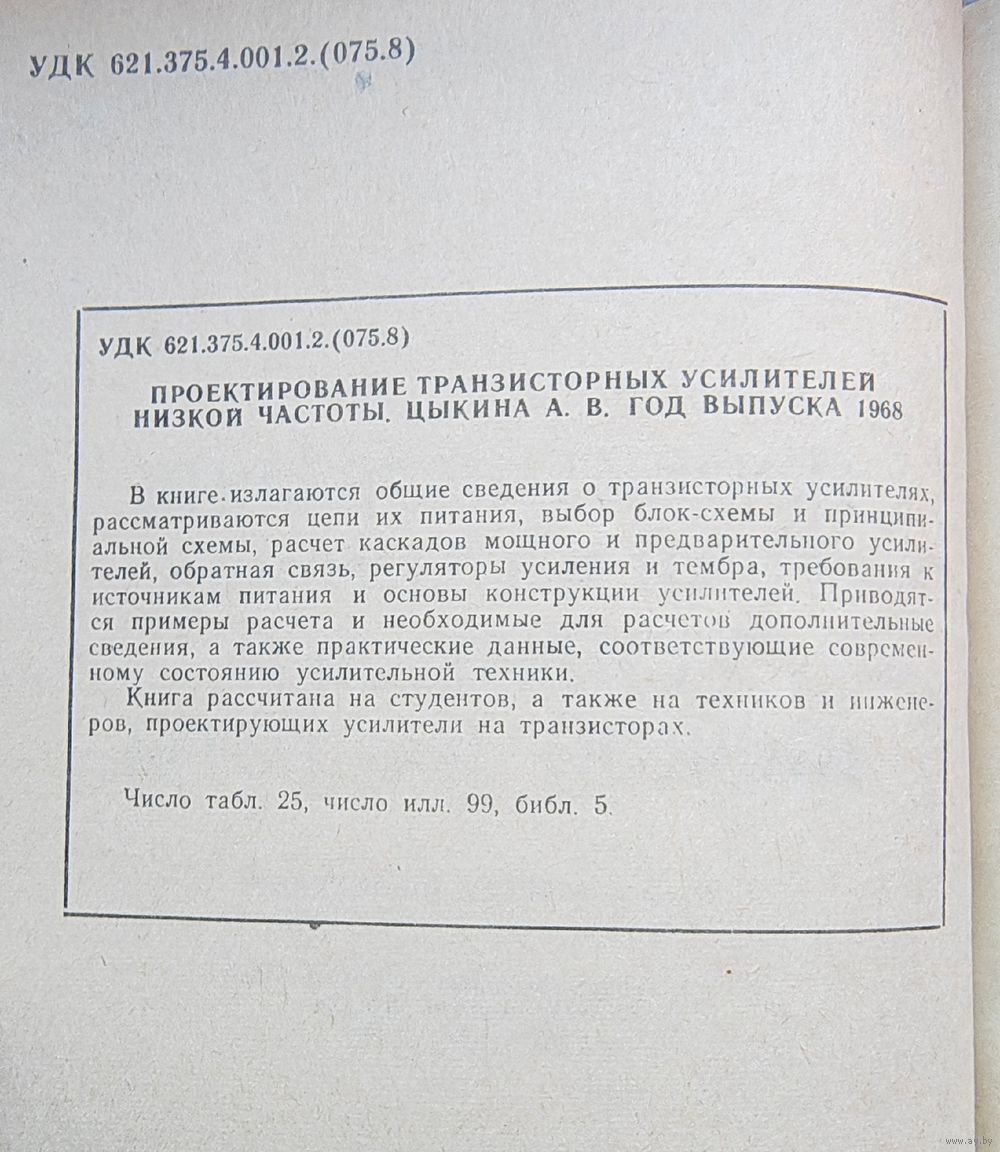 УДК 621.375.4.001.2.(075.8)
УДК 621.375.4.001.2.(075.8)
ПРОЕКТИРОВАНИЕ ТРАНЗИСТОРНЫХ УСИЛИТЕЛЕЙ
НИЗКОЙ ЧАСТОТЫ. ЦЫКИНА А. В. ГОД ВЫПУСКА 1968
В книге излагаются общие сведения о транзисторных усилителях,
рассматриваются цепи их питания, выбор блок-схемы и принципи-
альной схемы, расчет каскадов мощного и предварительного усили-
телей, обратная связь, регуляторы усиления и тембра, требования к
источникам питания и основы конструкции усилителей. Приводят-
ся примеры расчета и необходимые для расчетов дополнительные
сведения, а также практические данные, соответствующие современ-
ному состоянию усилительной техники.
Книга рассчитана на студентов, а также на техников и инжене-
ров, проектирующих усилители на транзисторах.
Число табл. 25, число илл. 99, библ. 5.
www.ay.by